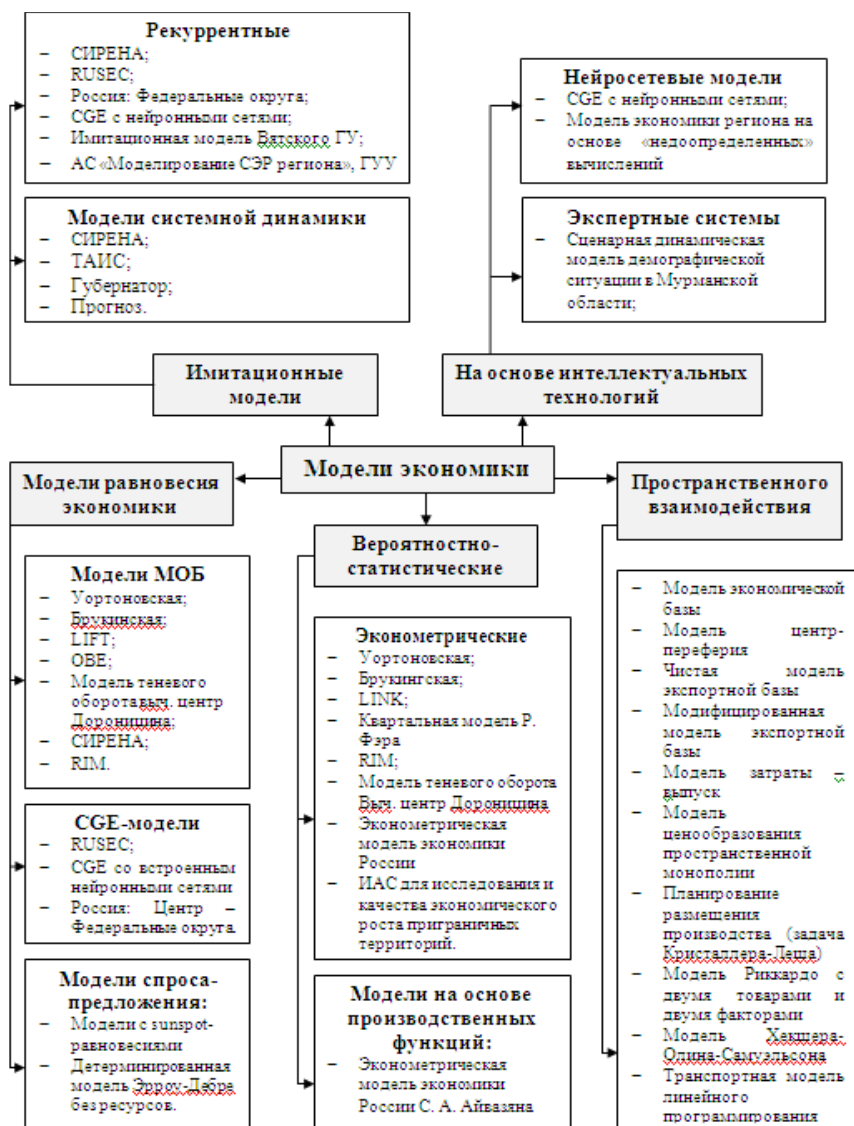 Рекуррентные
– СИРЕНА;
– RUSEC;
– Россия: Федеральные округа;
– CGE с нейронными сетями;
– Имитационная модель Вятского ГУ;
– АС «Моделирование СЭР региона», ГУУ
Модели системной динамики
– СИРЕНА;
– ТАИС;
– Губернатор;
– Прогноз.
Нейросетевые модели
– CGE с нейронными сетями;
– Модель экономики региона на
основе «недоопределенных»
вычислений
Экспертные системы
– Сценарная динамическая
модель демографической
ситуации в Мурманской
области;
Имитационные
модели
На основе интеллектуальных
технологий
Модели экономики
Модели равновесия
экономики
Вероятностно-
статистические
Пространственного
взаимодействия
Модели МОБ
– Уортоновская;
– Брукинская;
– LIFT;
– OBE;
– Модель теневого
оборотавыч. центр
Дороницина;
– СИРЕНА;
– RIM.
CGE-модели
– RUSEC;
– CGE со встроенным
нейронными сетями
– Россия: Центр –
Федеральные округа
Модели спроса-
предложения:
– Модели с sunspot-
равновесиями
– Детерминированная
модель Эрроу-Дебре
без ресурсов.
Эконометрические
– Уортоновская;
– Брукингская;
– LINK;
– Квартальная модель Р.
Фэра
– RIM;
– Модель теневого оборота
Выч. центр Дороницина
– Эконометрическая
модель экономики
России
– ИАС для исследования и
качества экономического
роста приграничных
территорий.
Модели на основе
производственных
функций:
– Эконометрическая
модель экономики
России С. А. Айвазяна
– Модель экономической
базы
– Модель центр-
переферия
– Чистая модель
экспортной базы
– Модифицированная
модель экспортной
базы
– Модель затраты –
выпуск
– Модель
ценообразования
пространственной
монополии
– Планирование
размещения
производства (задача
Кристаллера-Леша)
– Модель Риккардо с
двумя товарами и
двумя факторами
– Модель Хекшера-
Олина-Самуэльсона
– Транспортная модель
линейного
программирования